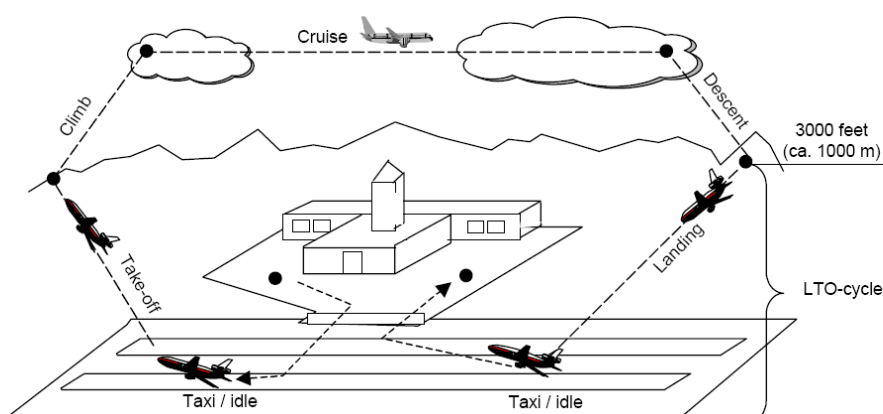 Cruise
Climb
Descent
3000 feet
(ca. 1000 m)
Take-off
Landing
LTO-cycle
Taxi / idle
Taxi / idle